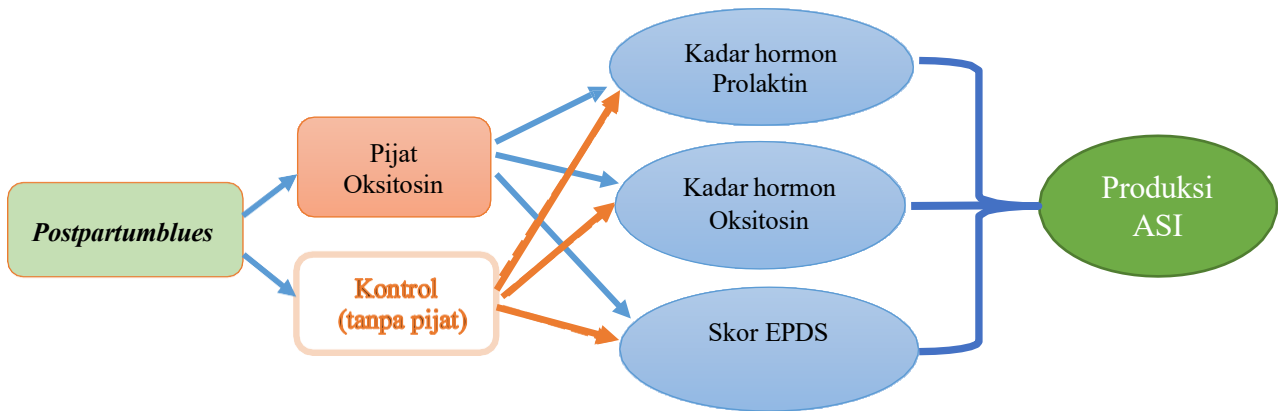 Postpartumblues
Pijat
Oksitosin
Kontrol
(tanpa pijat)
Kadar hormon
Prolaktin
Kadar hormon
Oksitosin
Skor EPDS
Produksi
ASI